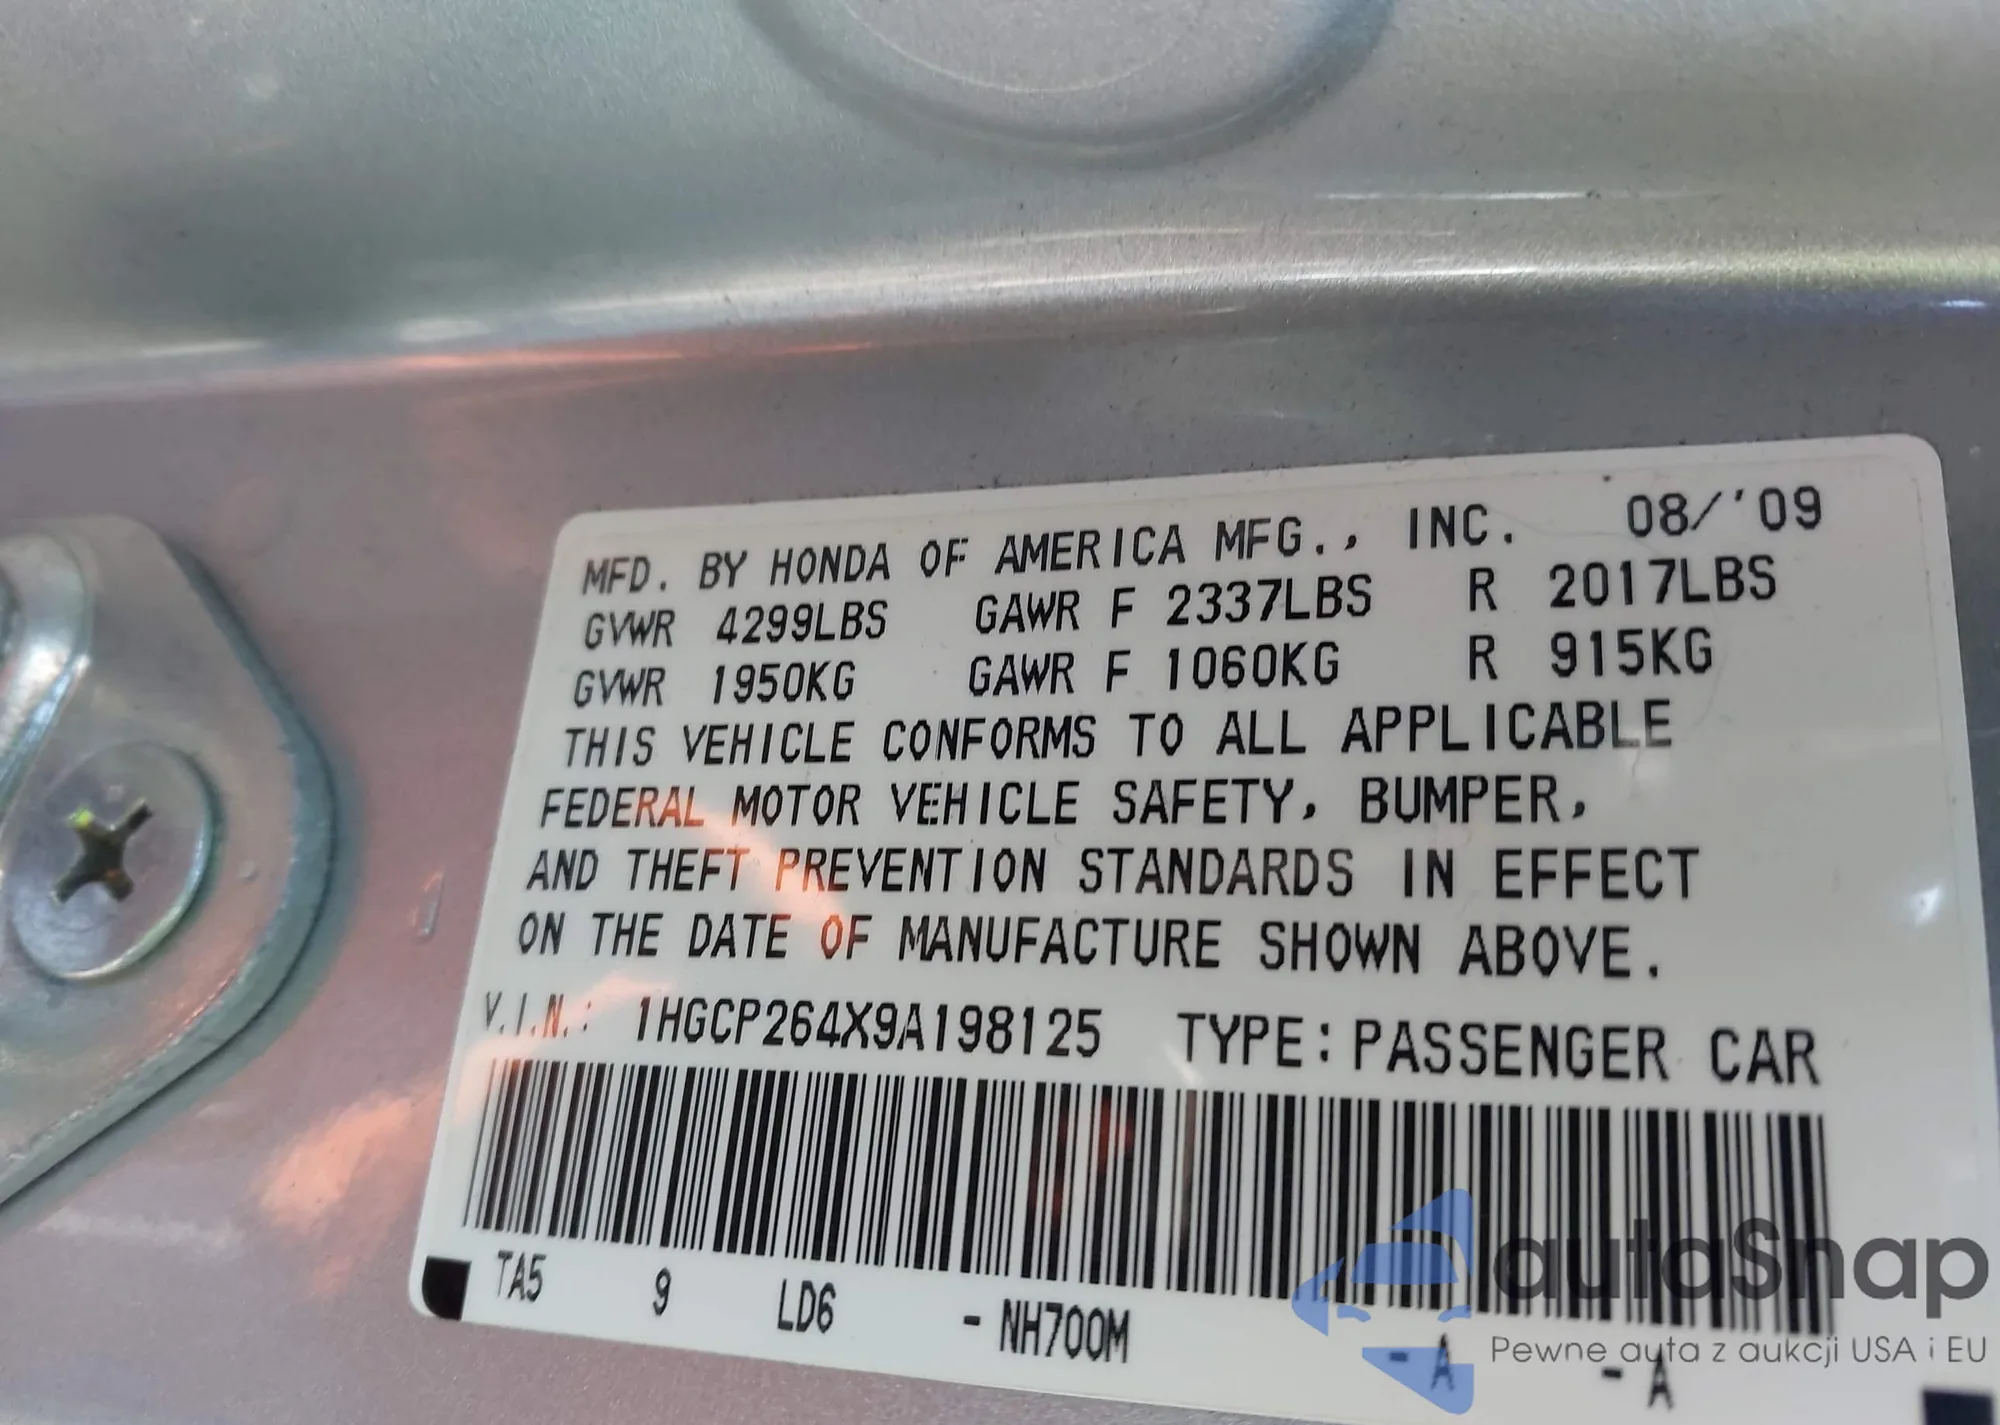 MFD. BY HONDA OF AMERICA MFG., INC. 08/'09
GVWR 4299LBS GAWR F 2337LBS R 2017LBS
GVWR 1950KG GAWR F 1060KG R 915KG
THIS VEHICLE CONFORMS TO ALL APPLICABLE
FEDERAL MOTOR VEHICLE SAFETY, BUMPER,
AND THEFT PREVENTION STANDARDS IN EFFECT
ON THE DATE OF MANUFACTURE SHOWN ABOVE.
V.I.N.: 1HGCP264X9A198125 TYPE: PASSENGER CAR
TA5 9 LD6 - NH700M - A - A
autaSnap
Pewne auta z aukcji USA i EU